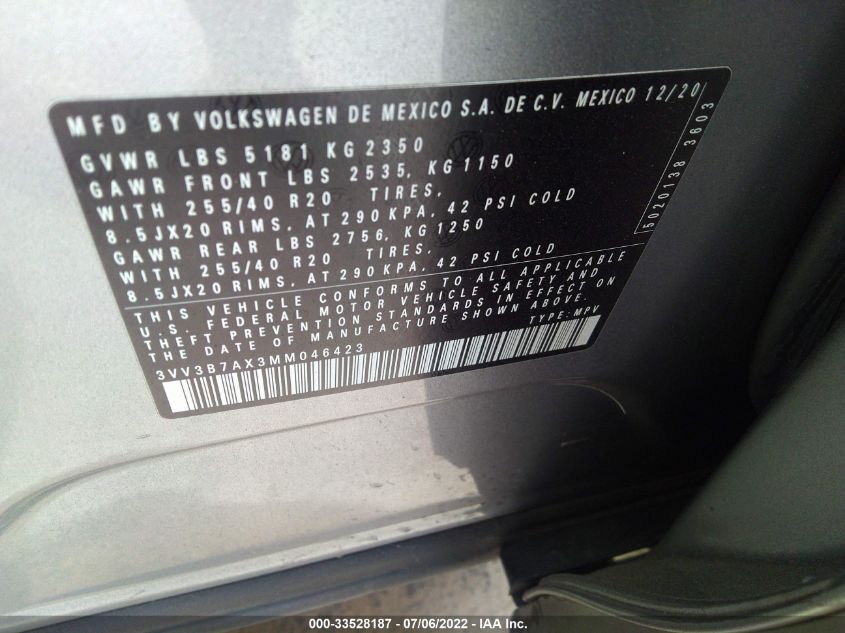 MFD BY VOLKSWAGEN DE MEXICO S.A. DE C.V. MEXICO 12/20
GVWR LBS 5181 KG 2350
GAWR FRONT LBS 2535, KG 1150
WITH 255/40 R20 TIRES,
8.5JX20 RIMS, AT 290 KPA, 42 PSI COLD
GAWR REAR LBS 2756, KG 1250
WITH 255/40 R20 TIRES,
8.5JX20 RIMS, AT 290 KPA, 42 PSI COLD
THIS VEHICLE CONFORMS TO ALL APPLICABLE
U.S. FEDERAL MOTOR VEHICLE SAFETY AND
THEFT PREVENTION STANDARDS IN EFFECT ON
THE DATE OF MANUFACTURE SHOWN ABOVE.
3VV3B7AX3MM046423 TYPE: MPV
5020138 3603
000-33528187 - 07/06/2022 - IAA Inc.